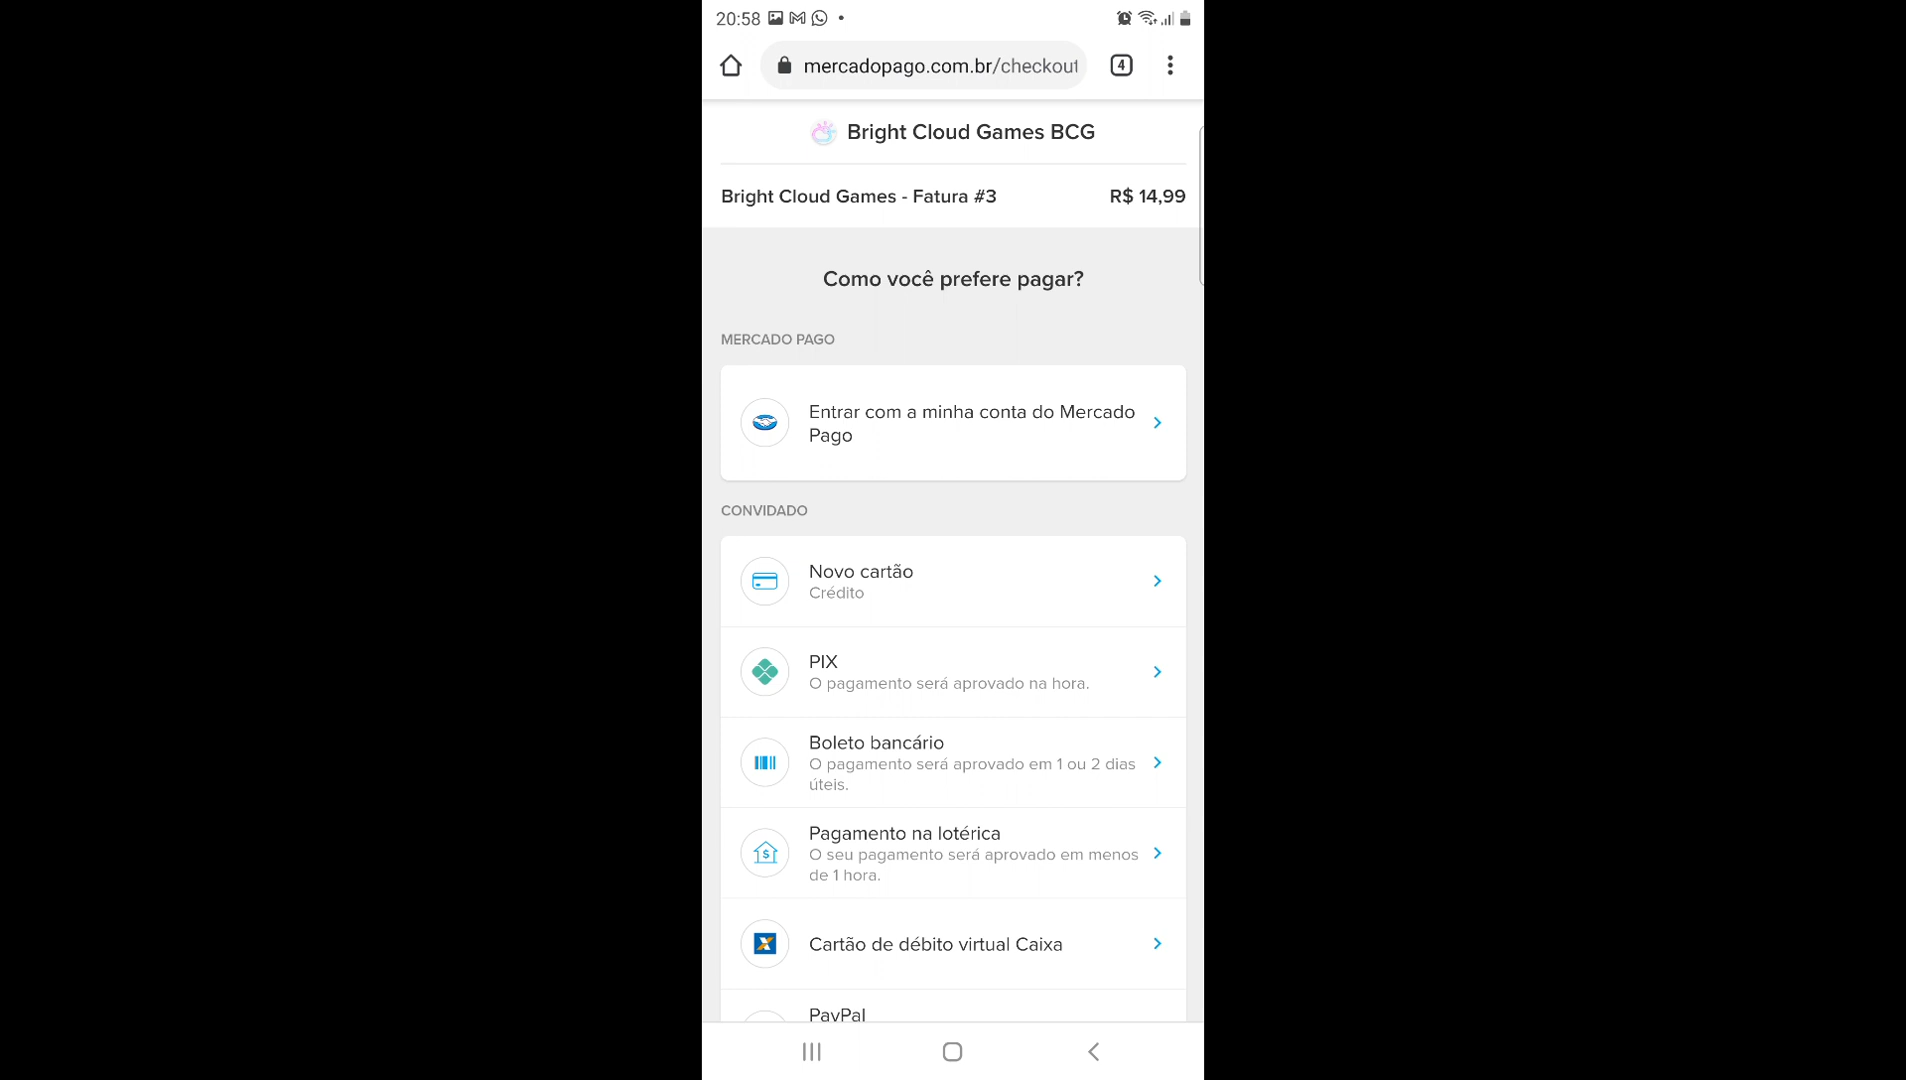 20:58
mercadopago.com.br/checkout
4
Bright Cloud Games BCG
Bright Cloud Games - Fatura #3 R$ 14,99
Como você prefere pagar?
MERCADO PAGO
Entrar com a minha conta do Mercado
Pago
CONVIDADO
Novo cartão
Crédito
PIX
O pagamento será aprovado na hora.
Boleto bancário
O pagamento será aprovado em 1 ou 2 dias
úteis.
Pagamento na lotérica
O seu pagamento será aprovado em menos
de 1 hora.
Cartão de débito virtual Caixa
PayPal